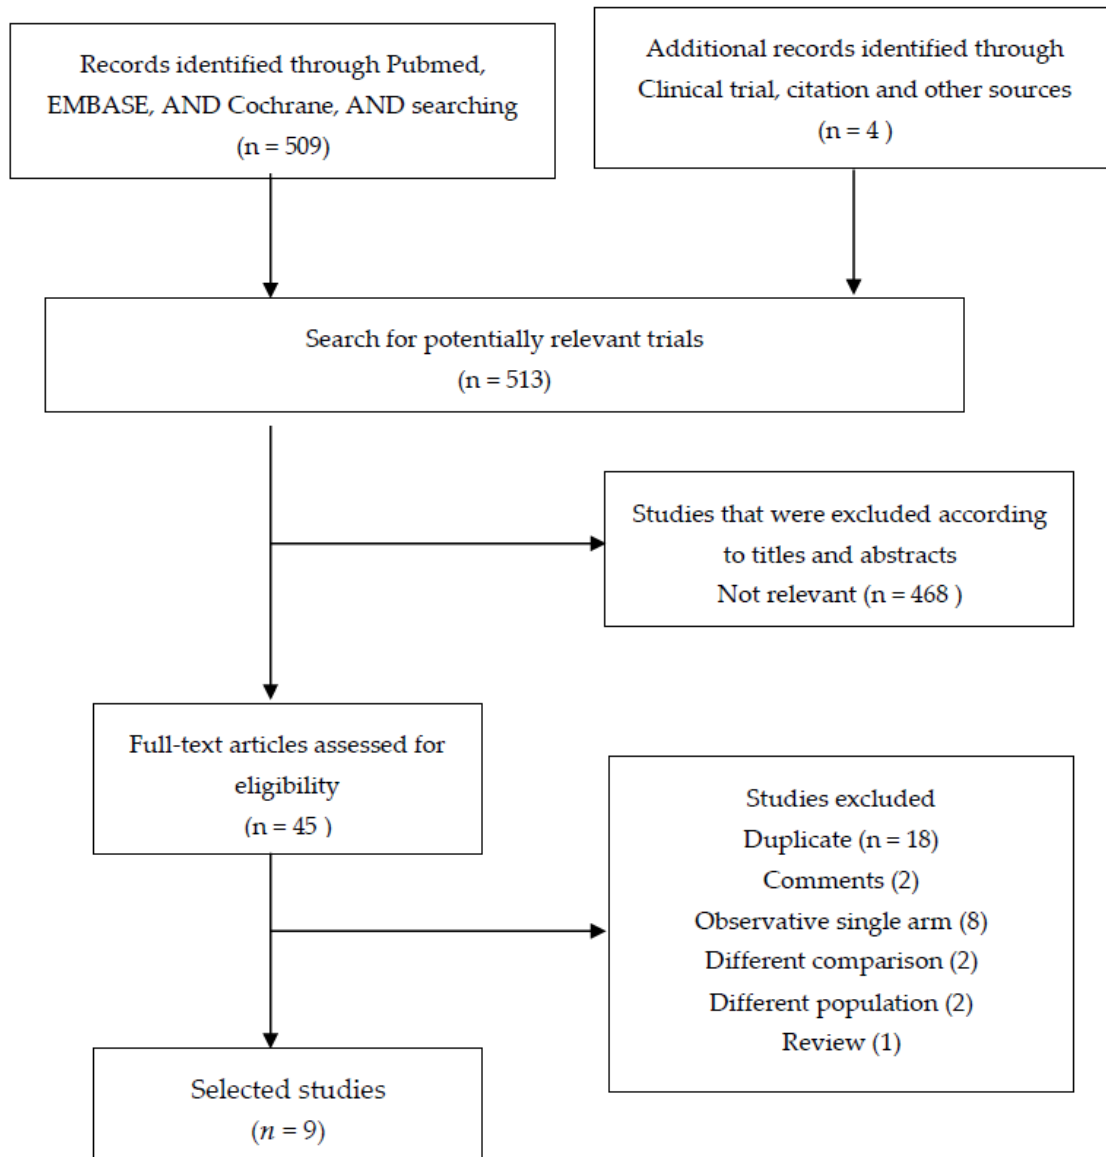 Records identified through Pubmed,
EMBASE, AND Cochrane, AND searching
(n = 509)
Additional records identified through
Clinical trial, citation and other sources
(n = 4 )
Search for potentially relevant trials
(n = 513)
Studies that were excluded according
to titles and abstracts
Not relevant (n = 468 )
Full-text articles assessed for
eligibility
(n = 45 )
Studies excluded
Duplicate (n = 18)
Comments (2)
Observative single arm (8)
Different comparison (2)
Different population (2)
Review (1)
Selected studies
(n = 9)